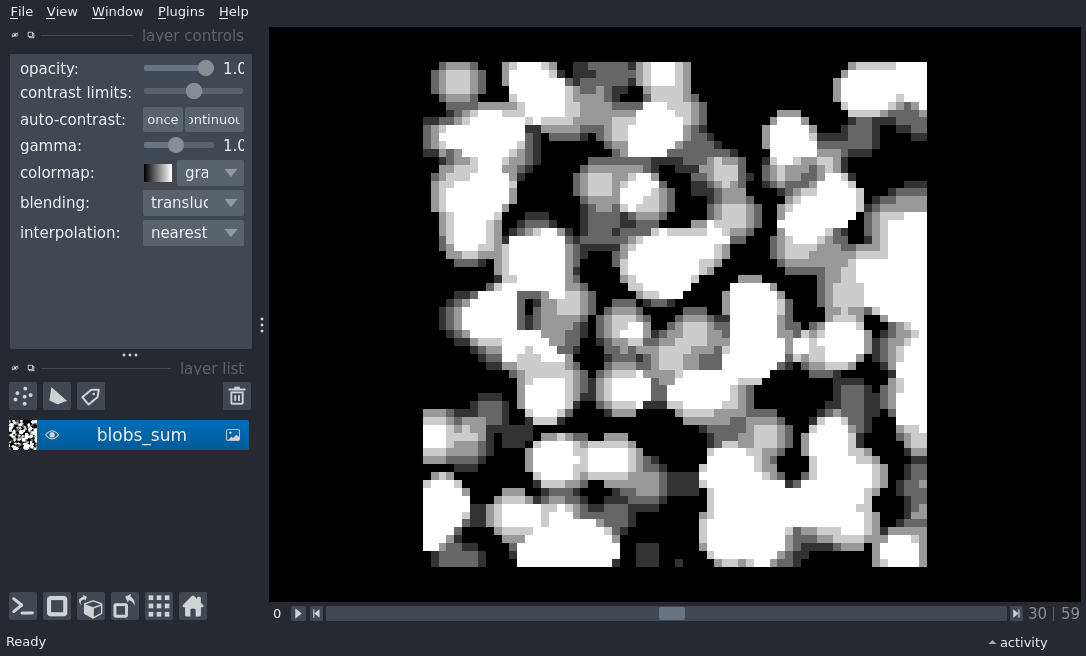 File View Window Plugins Help
layer controls
opacity: 1.0
contrast limits:
auto-contrast: once ontinuou
gamma: 1.0
colormap: gra
blending: transluc
interpolation: nearest
layer list
blobs_sum
0 30 | 59
Ready activity